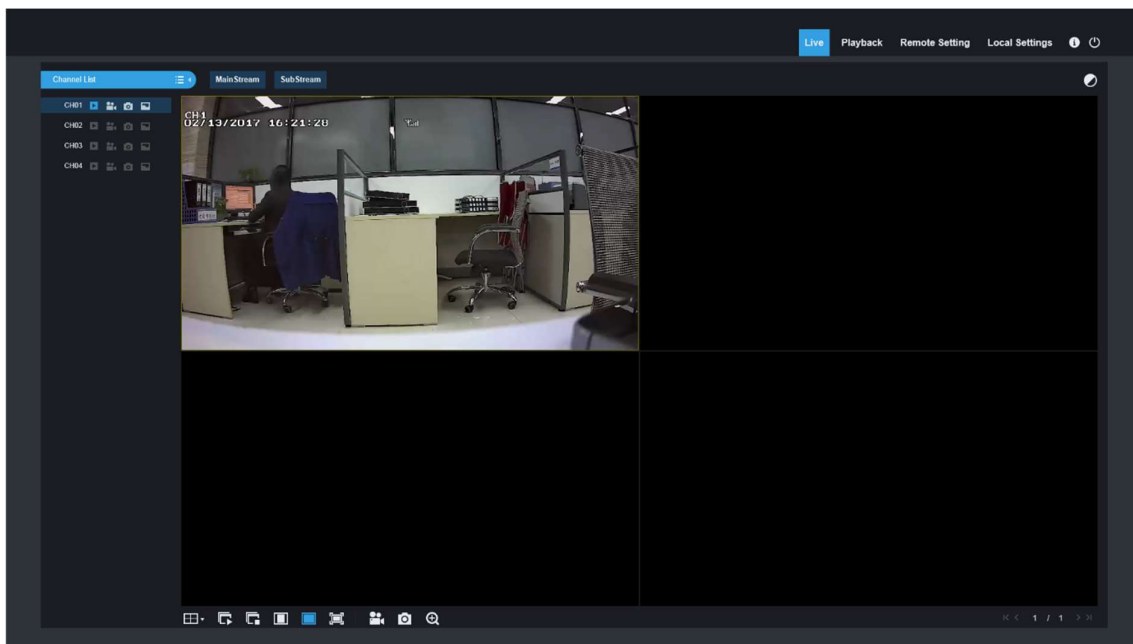 Live Playback Remote Setting Local Settings
Channel List
MainStream SubStream
CH01
CH02
CH03
CH04
CH1
02/13/2017 16:21:28
1 / 1